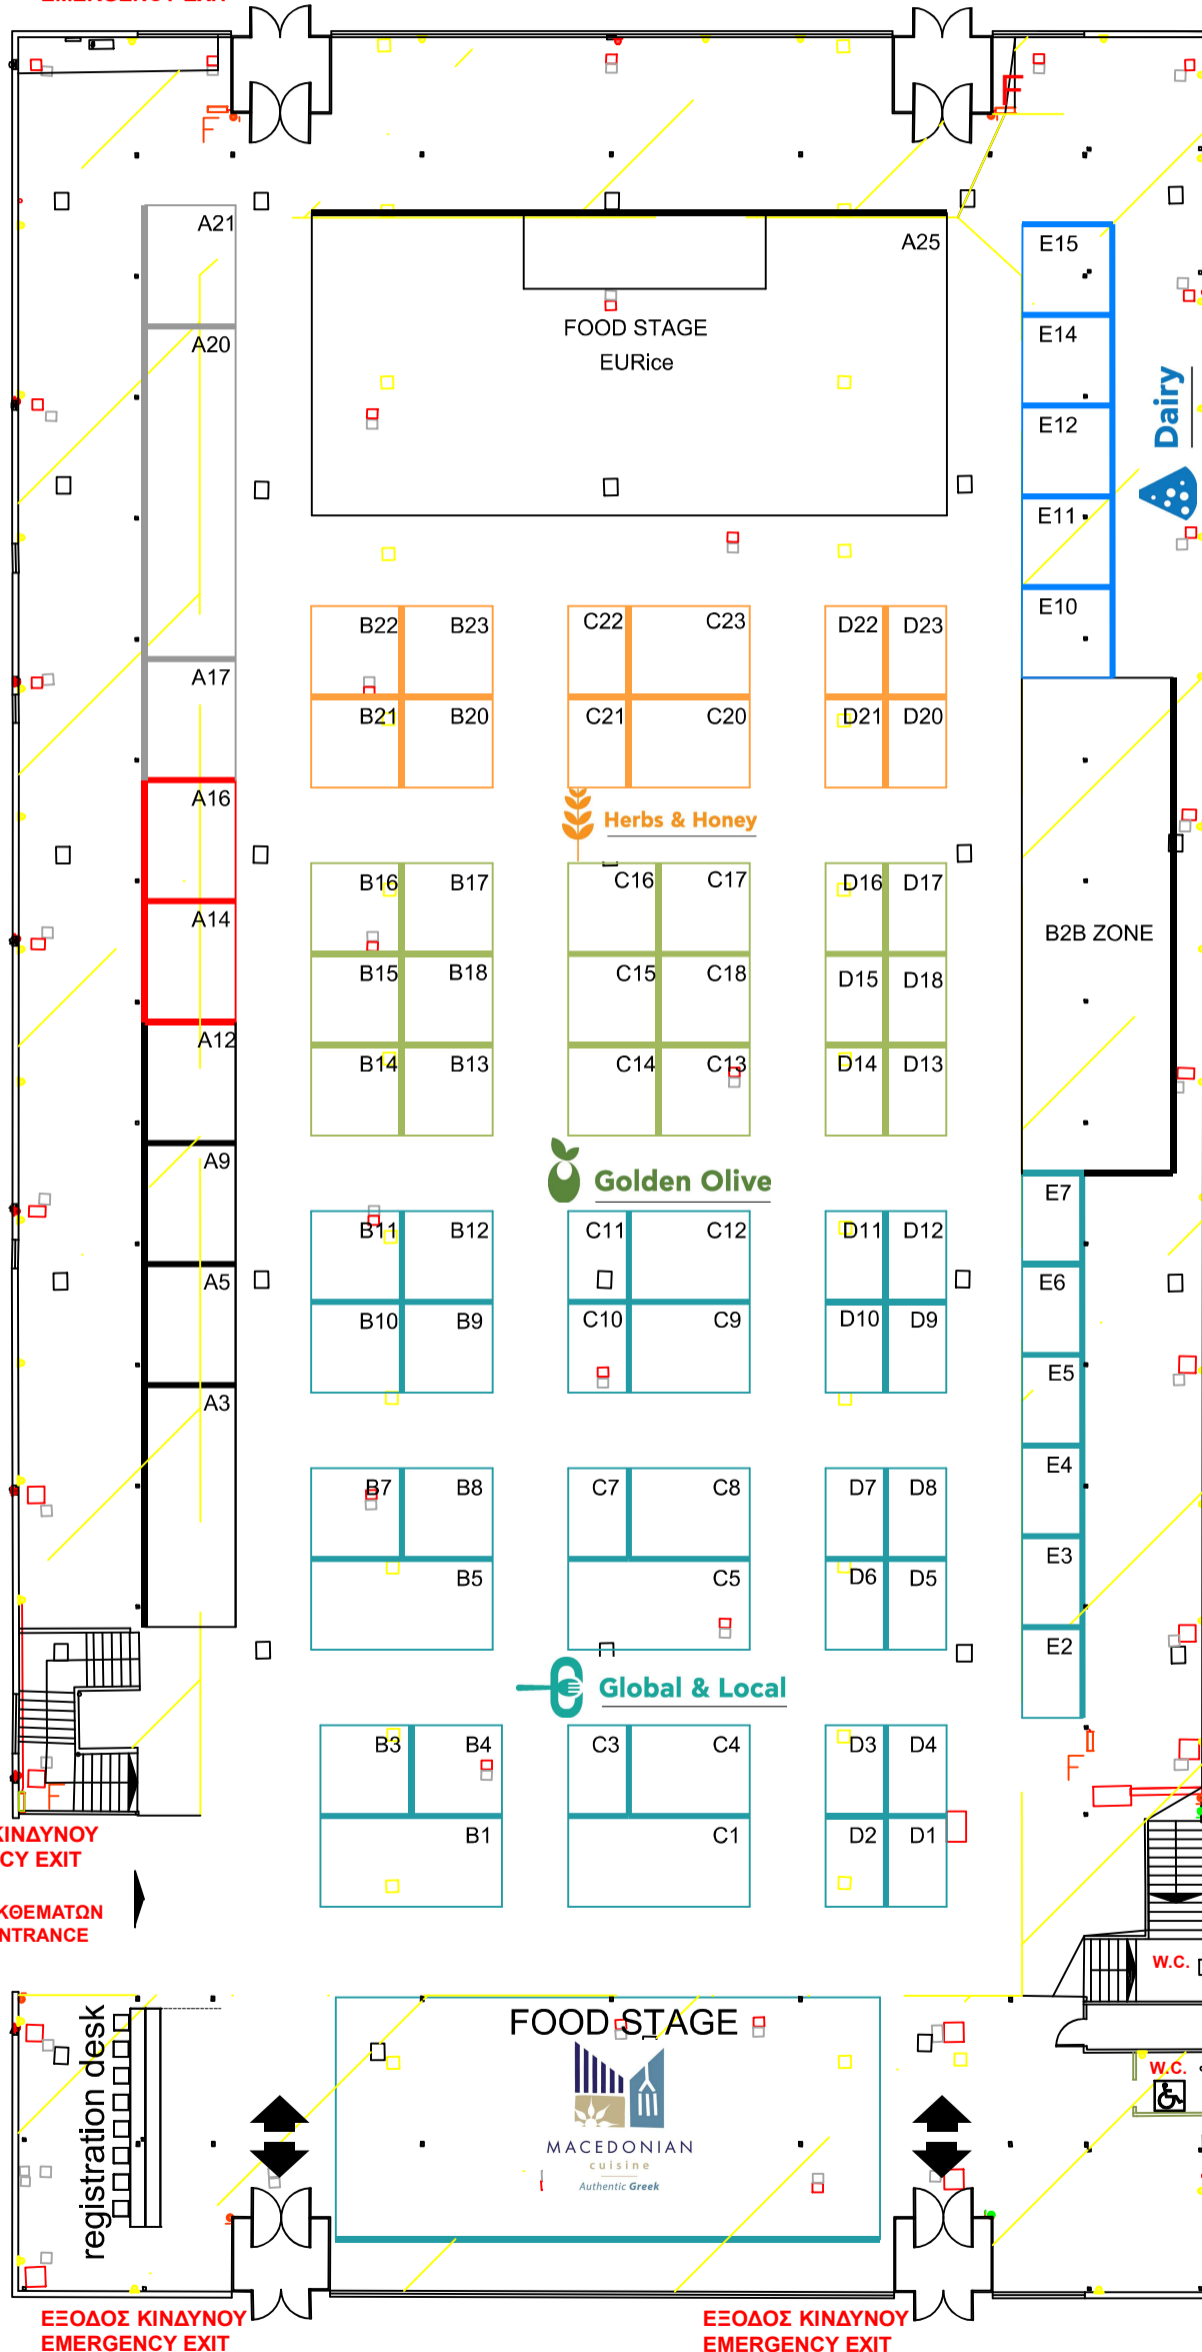 EMERGENCY EXIT
F
F
A21
A25
E15
A20
FOOD STAGE
EURice
E14
Dairy
E12
E11
E10
B22
B23
C22
C23
D22
D23
A17
B21
B20
C21
C20
D21
D20
A16
Herbs & Honey
B16
B17
C16
C17
D16
D17
A14
B2B ZONE
B15
B18
C15
C18
D15
D18
A12
B14
B13
C14
C13
D14
D13
A9
Golden Olive
E7
B11
B12
C11
C12
D11
D12
A5
E6
B10
B9
C10
C9
D10
D9
E5
A3
E4
B7
B8
C7
C8
D7
D8
E3
B5
C5
D6
D5
E2
Global & Local
B3
B4
C3
C4
D3
D4
F
F
ΚΙΝΔΥΝΟΥ
CY EXIT
B1
C1
D2
D1
ΚΘΕΜΑΤΩΝ
NTRANCE
W.C.
registration desk
FOOD STAGE
W.C.
MACEDONIAN
cuisine
Authentic Greek
ΕΞΟΔΟΣ ΚΙΝΔΥΝΟΥ
EMERGENCY EXIT
ΕΞΟΔΟΣ ΚΙΝΔΥΝΟΥ
EMERGENCY EXIT